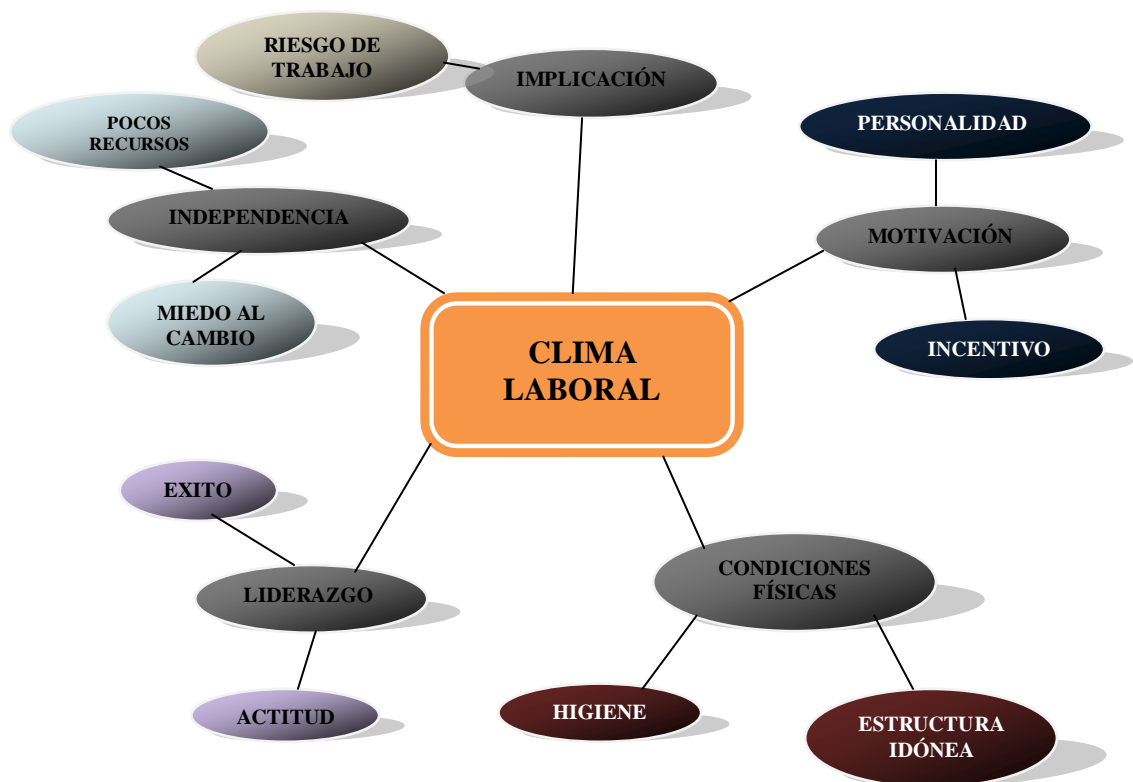 RIESGO DE
TRABAJO
IMPLICACIÓN
POCOS
RECURSOS
PERSONALIDAD
INDEPENDENCIA
MOTIVACIÓN
MIEDO AL
CAMBIO
INCENTIVO
CLIMA
LABORAL
EXITO
LIDERAZGO
CONDICIONES
FÍSICAS
ACTITUD
HIGIENE
ESTRUCTURA
IDÓNEA